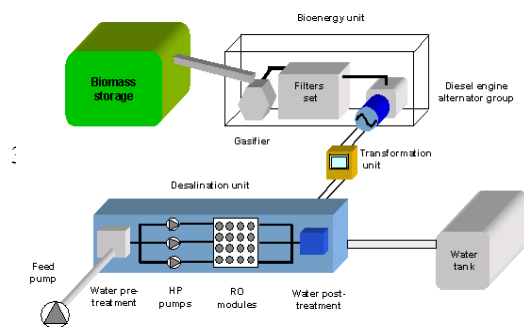 Bioenergy unit
Biomass
storage
Filters
set
Diesel engine
alternator group
Gasifier
Transformation
unit
Desalination unit
Feed
pump
Water pre-
treatment
HP
pumps
RO
modules
Water post-
treatment
Water
tank